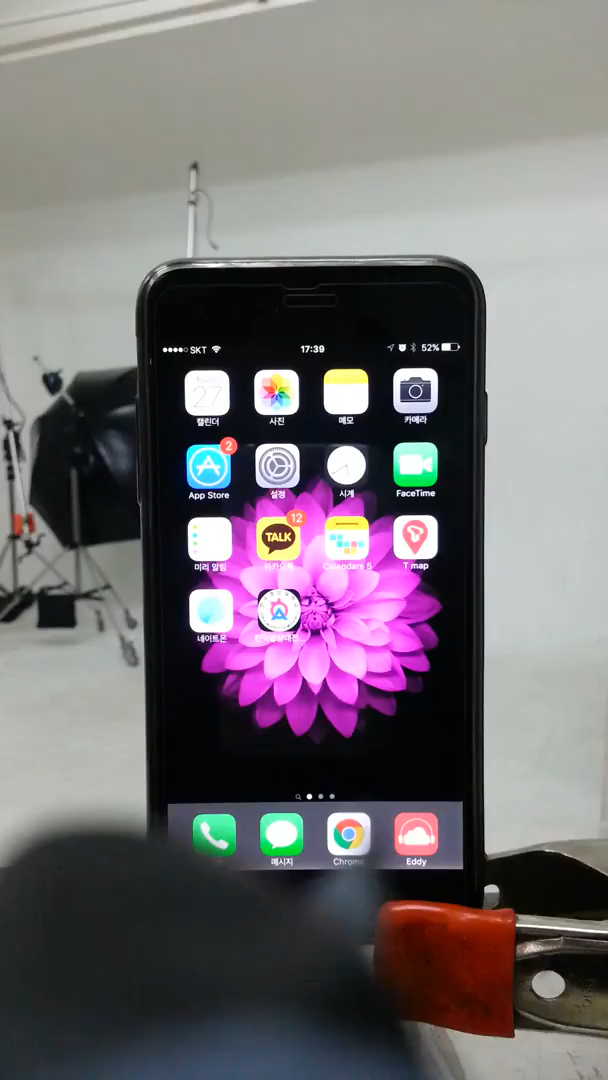 SKT 17:39 52%
27
캘린더 사진 메모 카메라
2
App Store 설정 시계 FaceTime
12
TALK
미리 알림 카카오톡 Calendars 5 T map
네이트온
메시지 Chrome Eddy